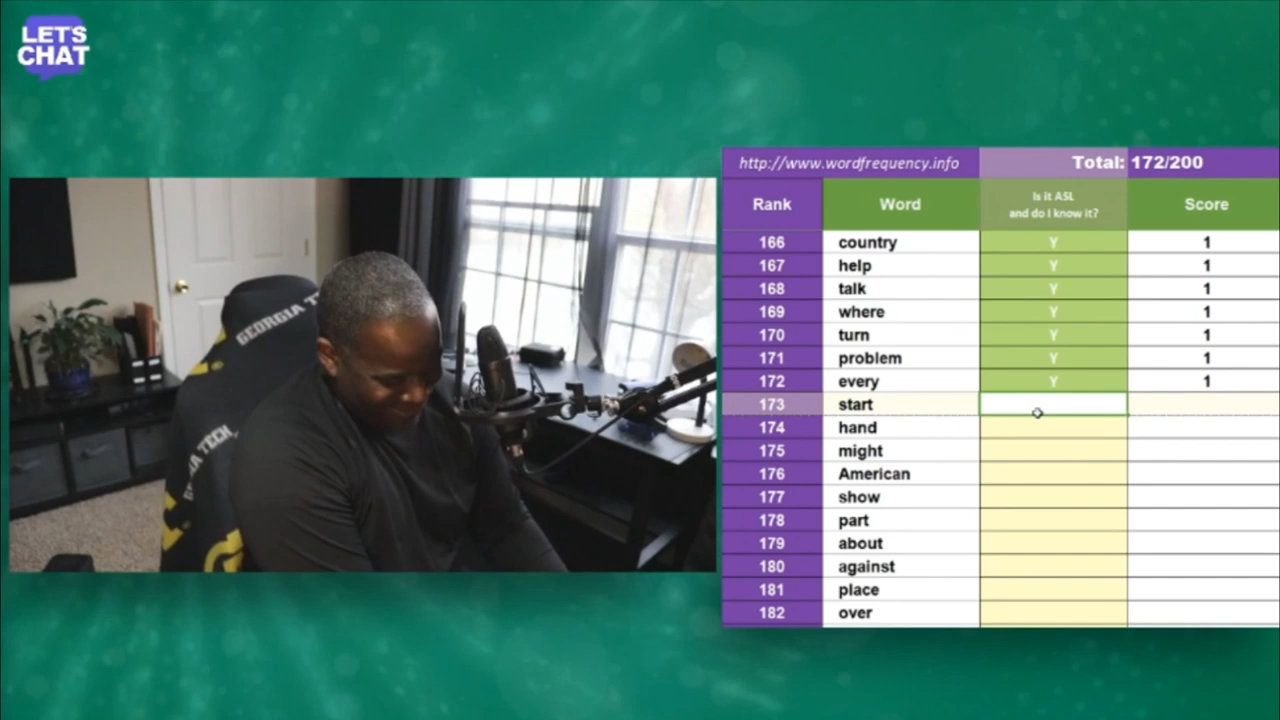 LET'S
CHAT
http://www.wordfrequency.info Total: 172/200
Rank Word Is it ASL and do I know it? Score
166 country Y 1
167 help Y 1
168 talk Y 1
169 where Y 1
170 turn Y 1
171 problem Y 1
172 every Y 1
173 start
174 hand
175 might
176 American
177 show
178 part
179 about
180 against
181 place
182 over
GEORGIA T
TECH